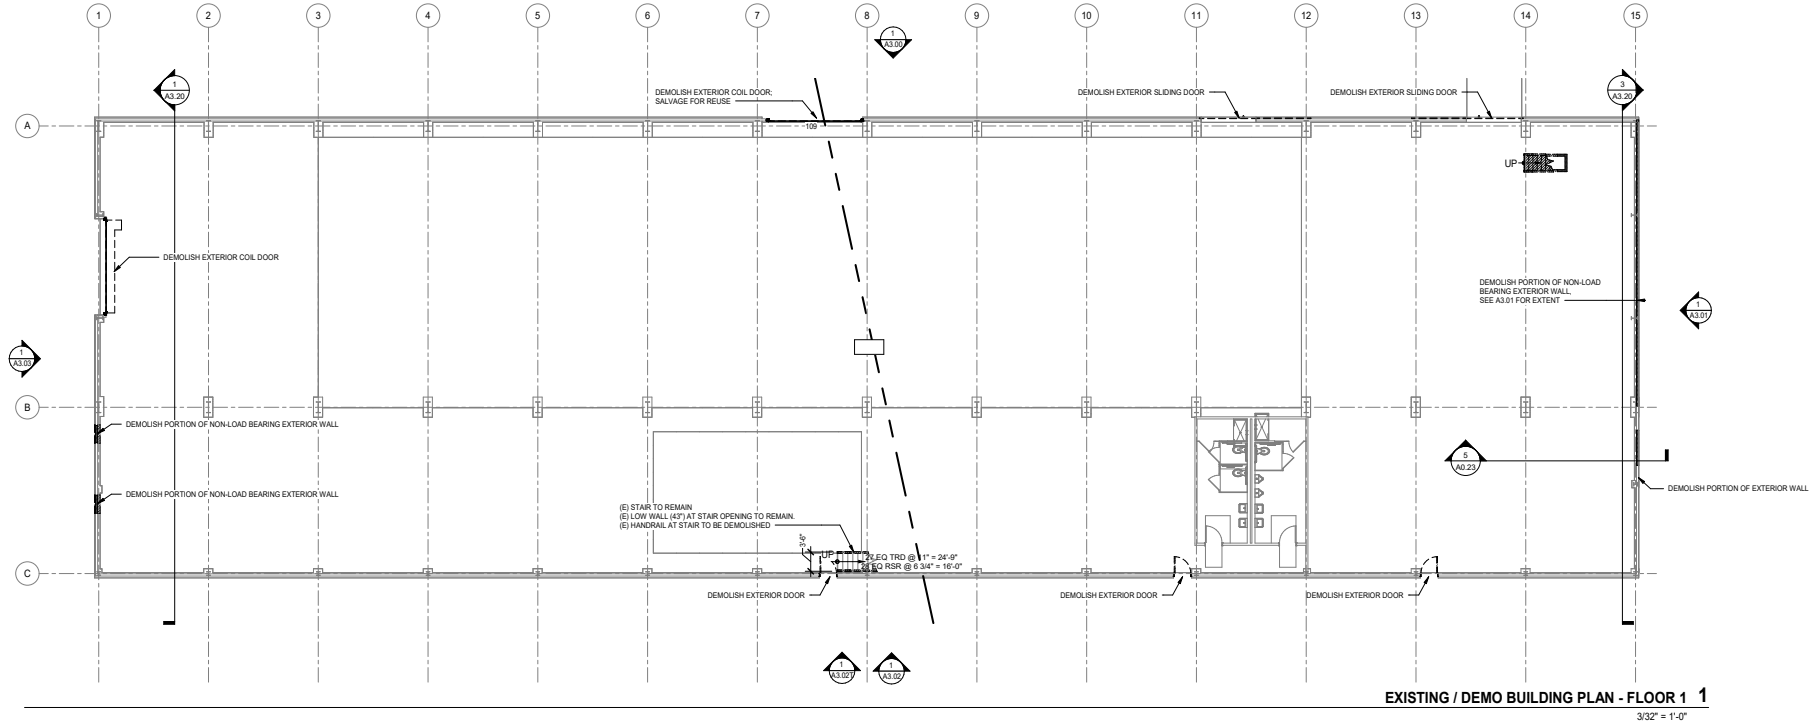 1 2 3 4 5 6 7 8 9 10 11 12 13 14 15
1
A3.00
1
A3.20
3
A3.20
DEMOLISH EXTERIOR COIL DOOR;
SALVAGE FOR REUSE
DEMOLISH EXTERIOR SLIDING DOOR
DEMOLISH EXTERIOR SLIDING DOOR
A
109
UP
DEMOLISH EXTERIOR COIL DOOR
DEMOLISH PORTION OF NON-LOAD
BEARING EXTERIOR WALL,
SEE A3.01 FOR EXTENT
1
A3.01
1
A3.03
B
DEMOLISH PORTION OF NON-LOAD BEARING EXTERIOR WALL
5
A0.23
DEMOLISH PORTION OF EXTERIOR WALL
DEMOLISH PORTION OF NON-LOAD BEARING EXTERIOR WALL
(E) STAIR TO REMAIN
(E) LOW WALL (43") AT STAIR OPENING TO REMAIN.
(E) HANDRAIL AT STAIR TO BE DEMOLISHED
3'-6"
UP
27 EQ TRD @ 11" = 24'-9"
28 EQ RSR @ 6 3/4" = 16'-0"
C
DEMOLISH EXTERIOR DOOR
DEMOLISH EXTERIOR DOOR
DEMOLISH EXTERIOR DOOR
1
A3.02T
1
A3.02
EXISTING / DEMO BUILDING PLAN - FLOOR 1 1
3/32" = 1'-0"